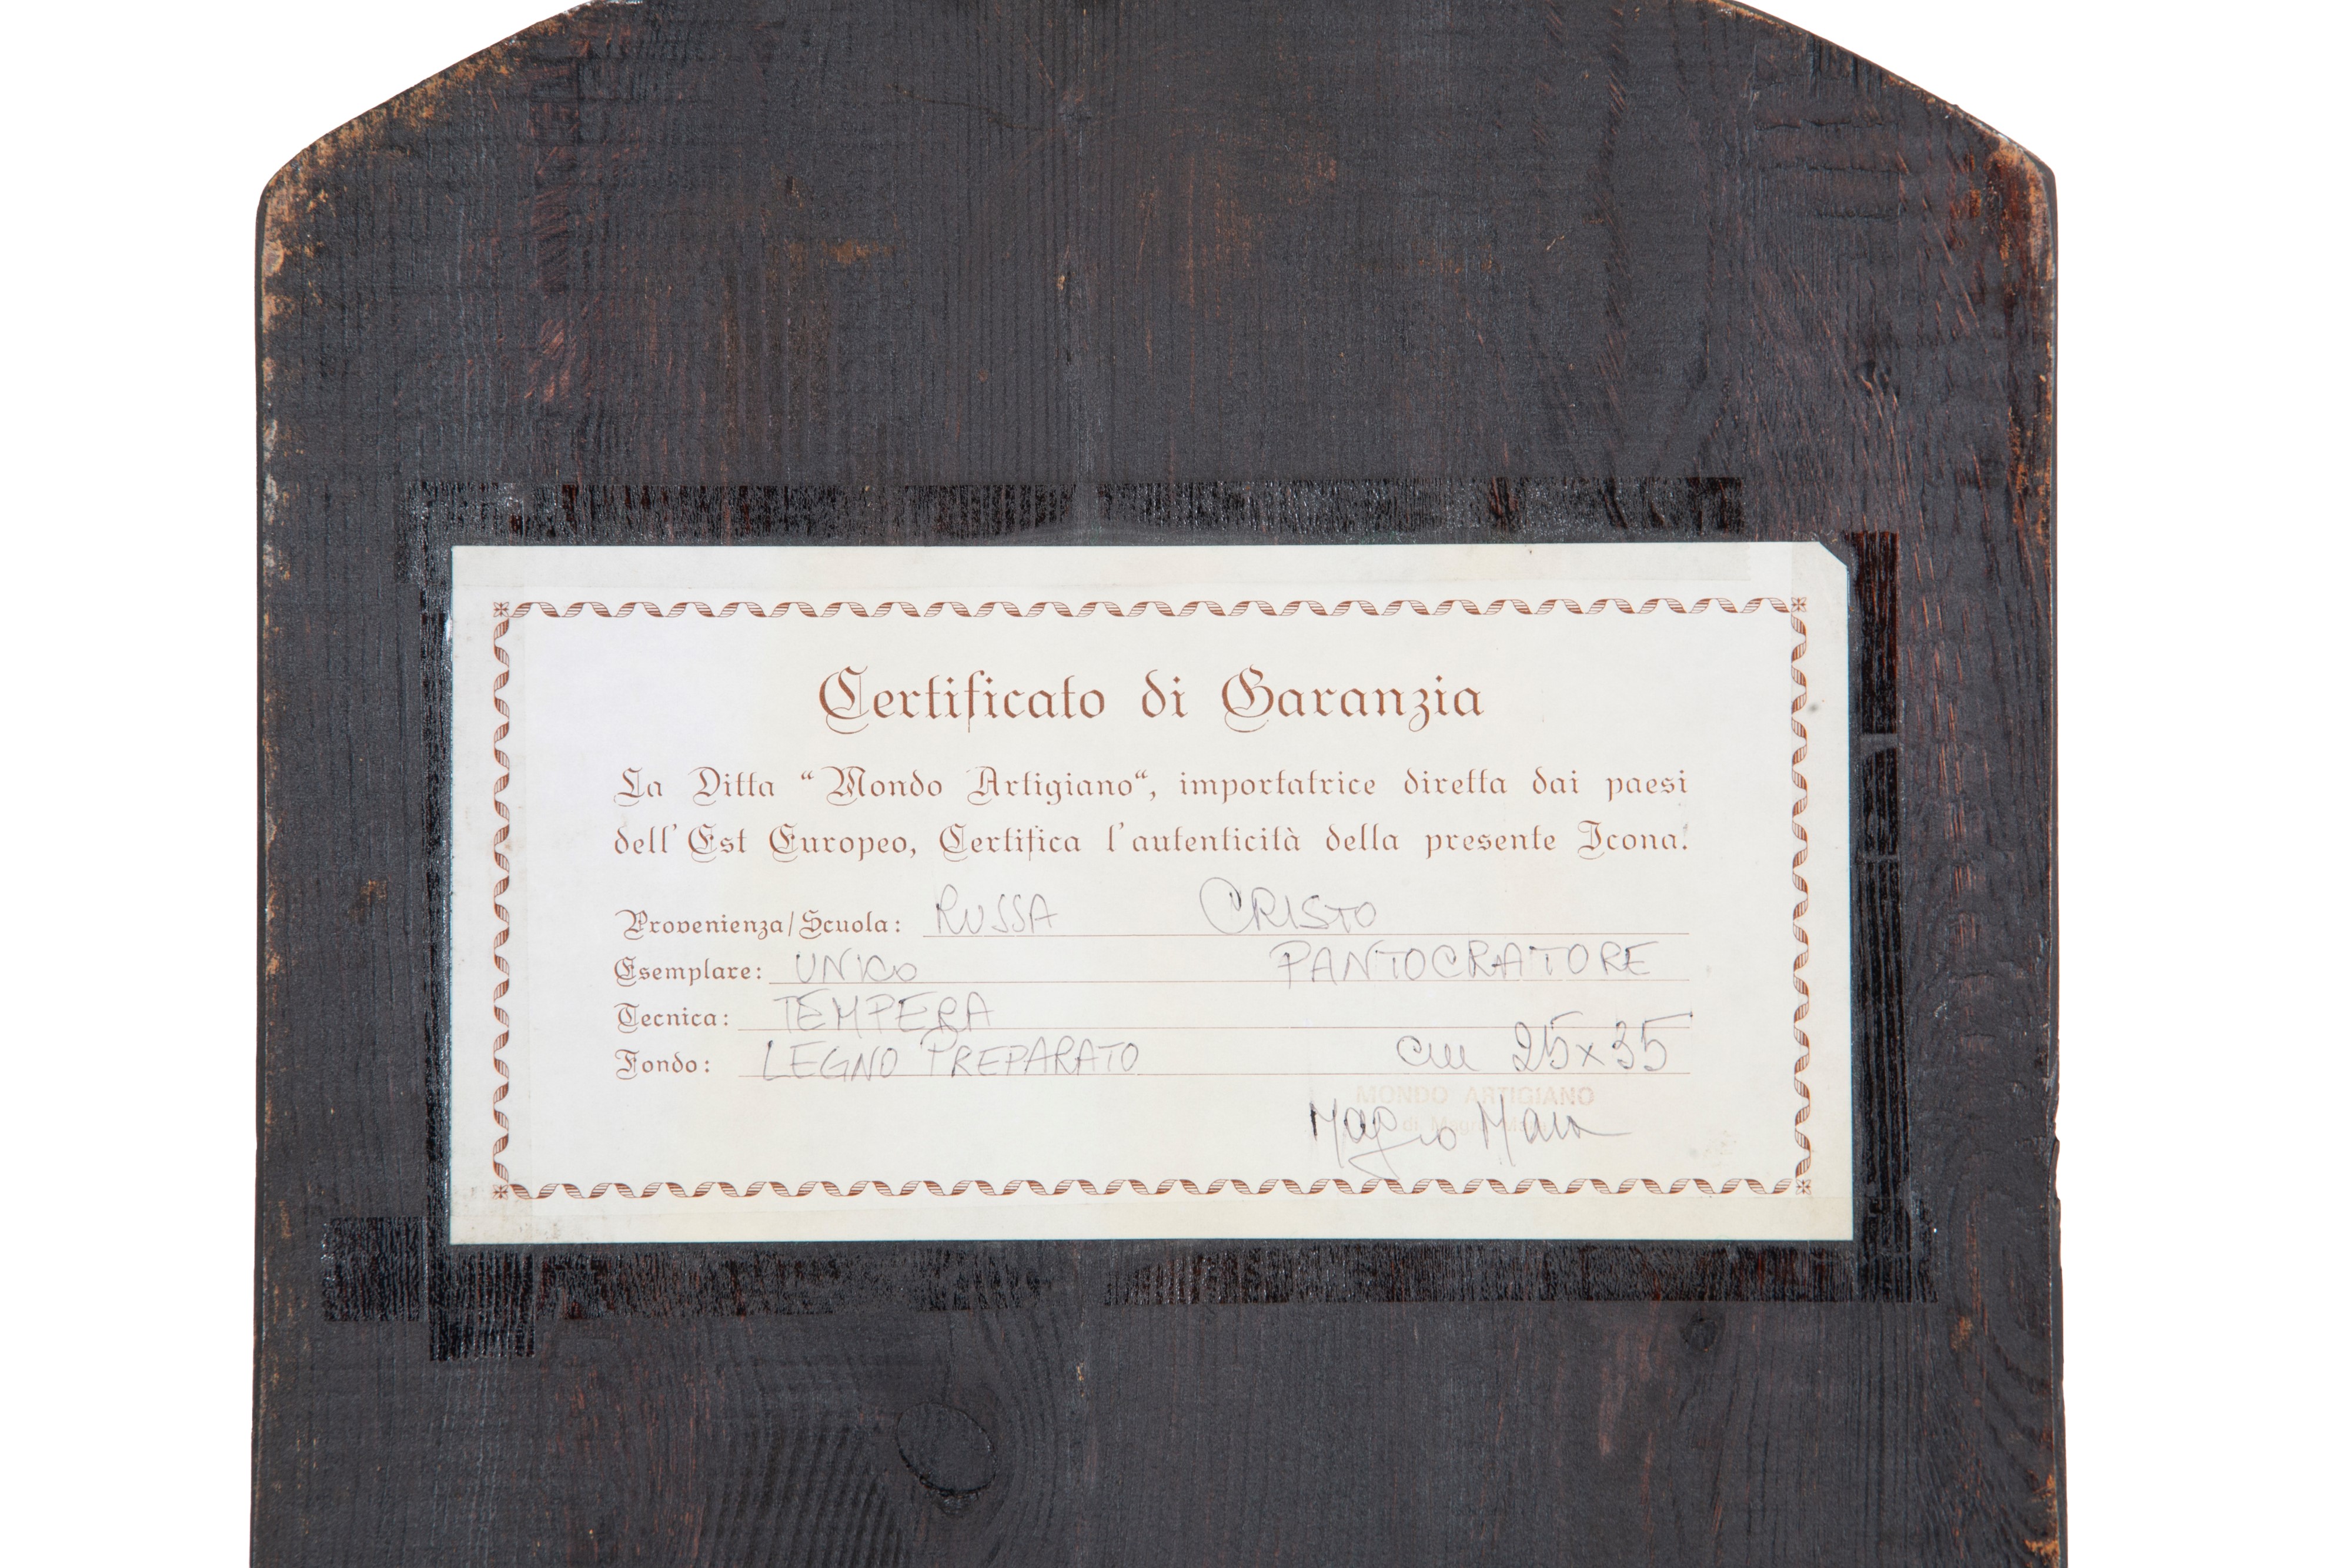 Certificato di Garanzia
La Ditta “Mondo Artigiano“, importatrice diretta dai paesi
dell'Est Europeo, Certifica l'autenticità della presente Icona.
Provenienza/Scuola: RUSSA CRISTO
Esemplare: UNICO PANTOCRATORE
Tecnica: TEMPERA
Fondo: LEGNO PREPARATO cm 25x35
MONDO ARTIGIANO
di